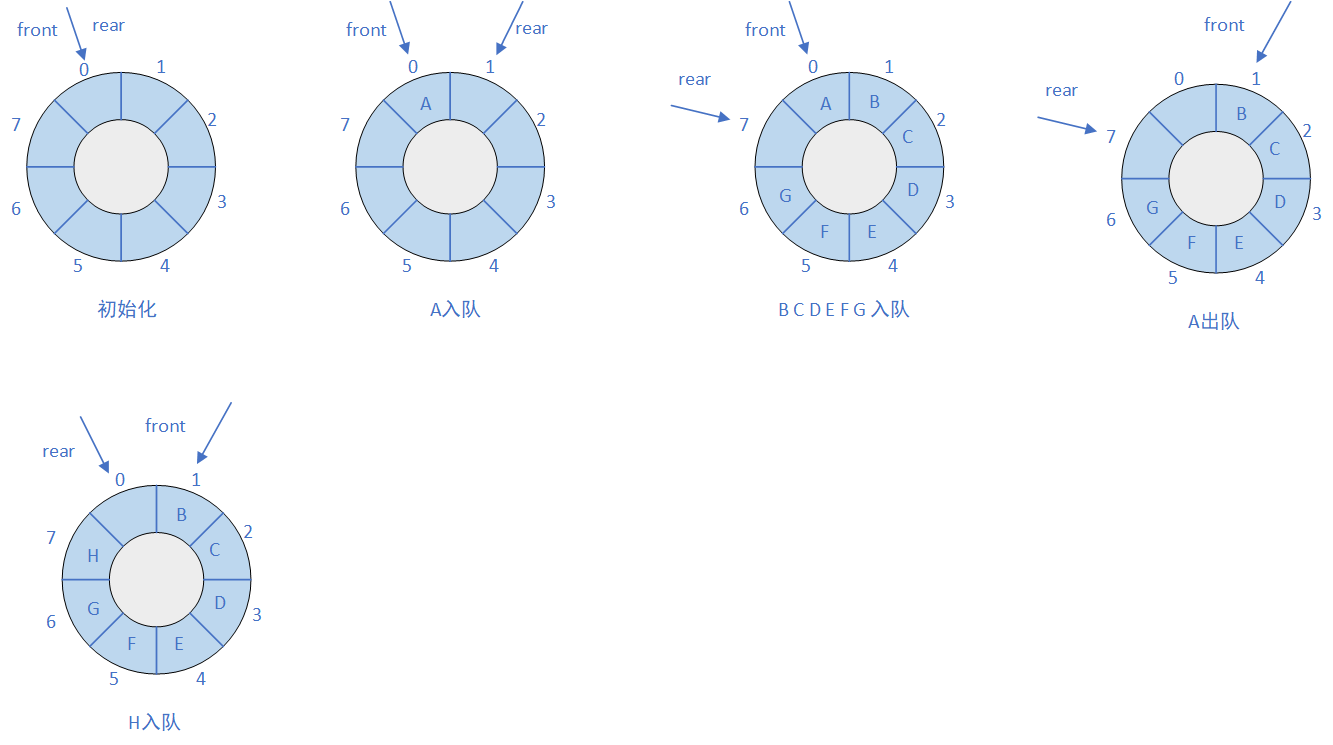 front
rear
0
1
2
3
4
5
6
7
初始化
front
rear
0
1
2
3
4
5
6
7
A
A入队
front
rear
0
1
2
3
4
5
6
7
A
B
C
D
E
F
G
B C D E F G 入队
front
rear
0
1
2
3
4
5
6
7
B
C
D
E
F
G
A出队
front
rear
0
1
2
3
4
5
6
7
B
C
D
E
F
G
H
H入队